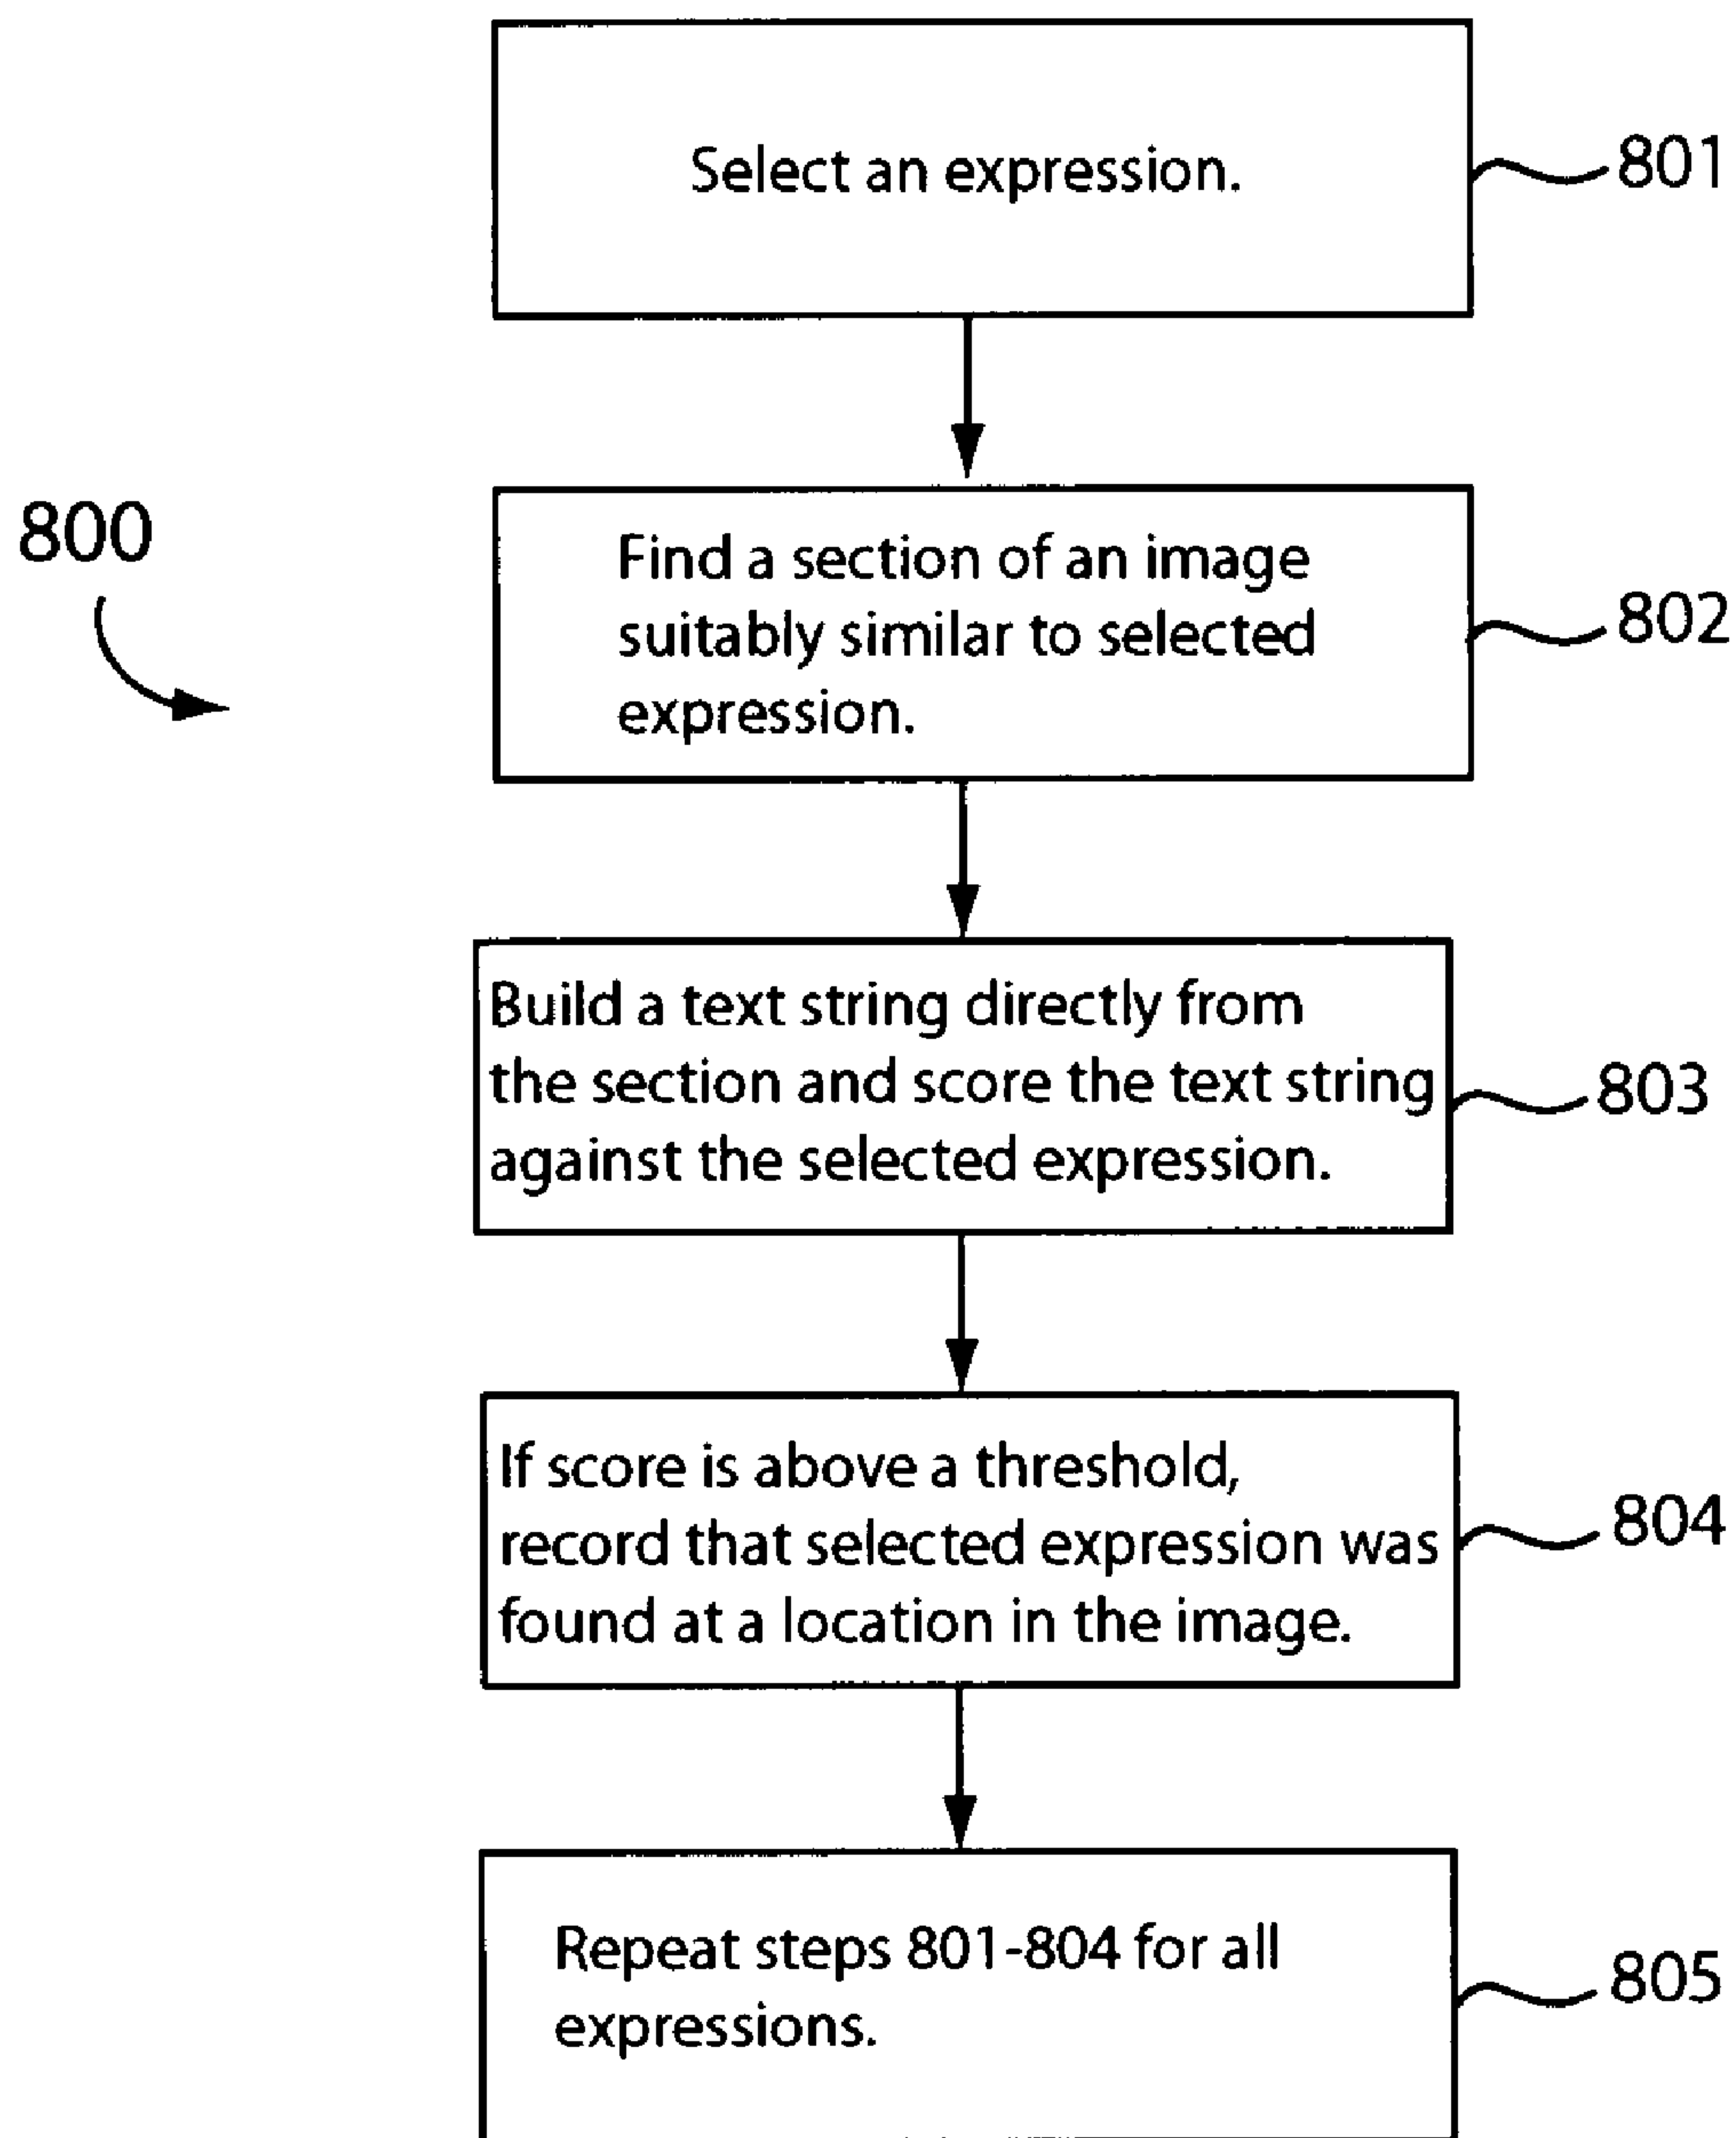 Select an expression.
801
800
Find a section of an image
suitably similar to selected
expression.
802
Build a text string directly from
the section and score the text string
against the selected expression.
803
If score is above a threshold,
record that selected expression was
found at a location in the image.
804
Repeat steps 801-804 for all
expressions.
805